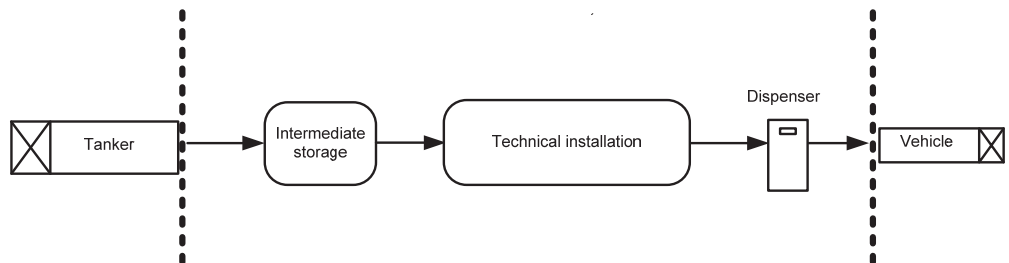 Dispenser
Tanker
Intermediate
storage
Technical installation
Vehicle